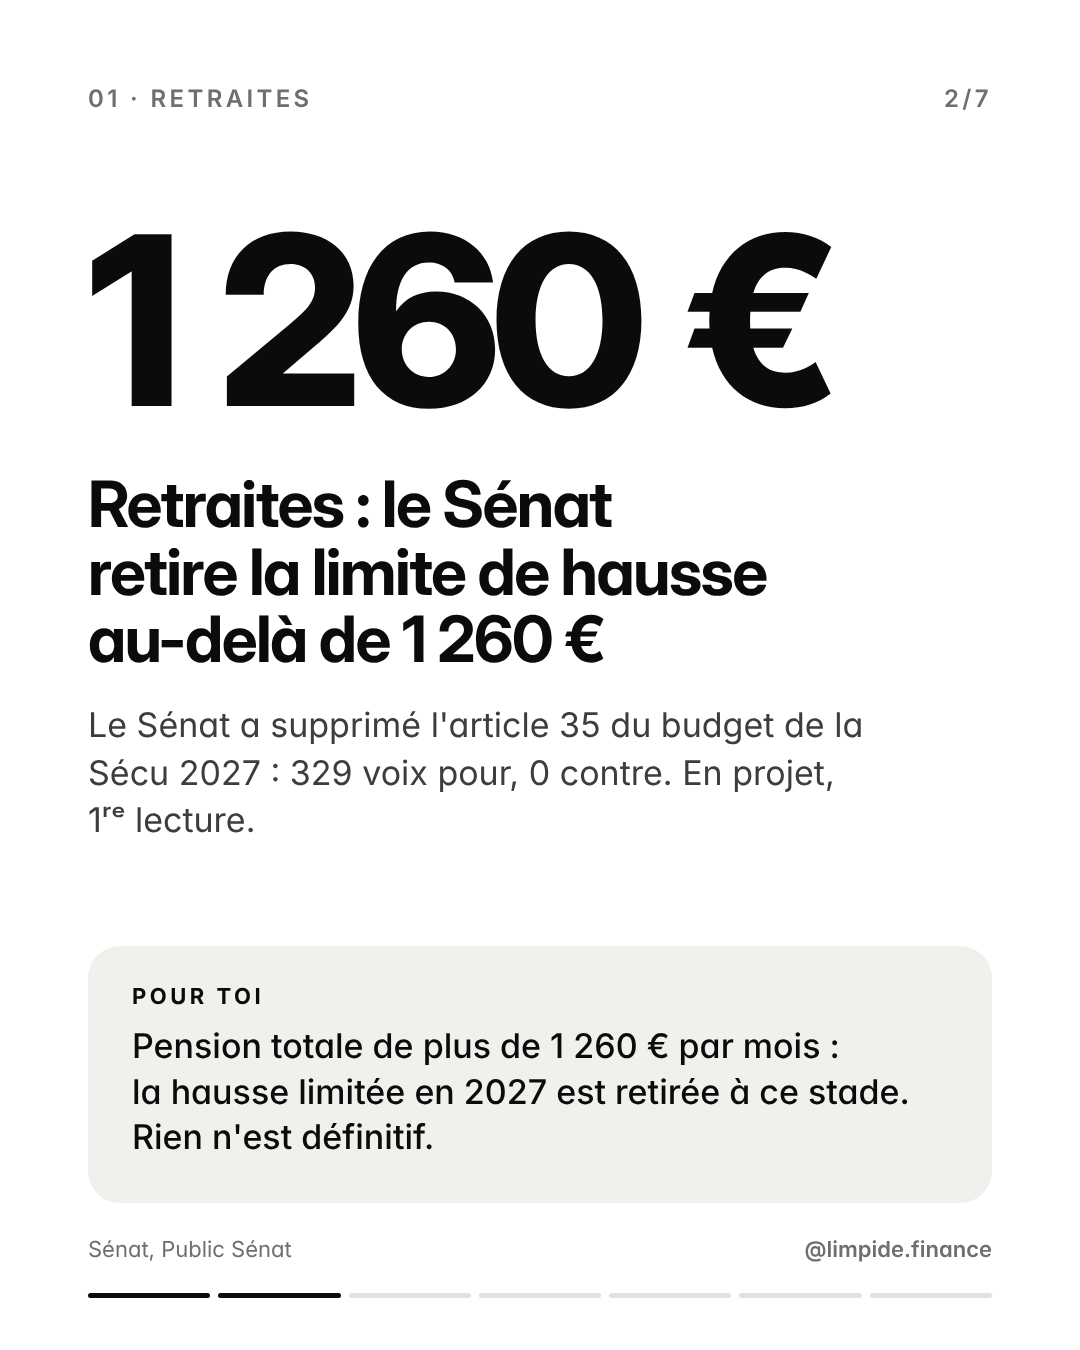 01 · RETRAITES
2/7
1 260 €
Retraites : le Sénat
retire la limite de hausse
au-delà de 1 260 €
Le Sénat a supprimé l'article 35 du budget de la
Sécu 2027 : 329 voix pour, 0 contre. En projet,
1ʳᵉ lecture.
POUR TOI
Pension totale de plus de 1 260 € par mois :
la hausse limitée en 2027 est retirée à ce stade.
Rien n'est définitif.
Sénat, Public Sénat
@limpide.finance